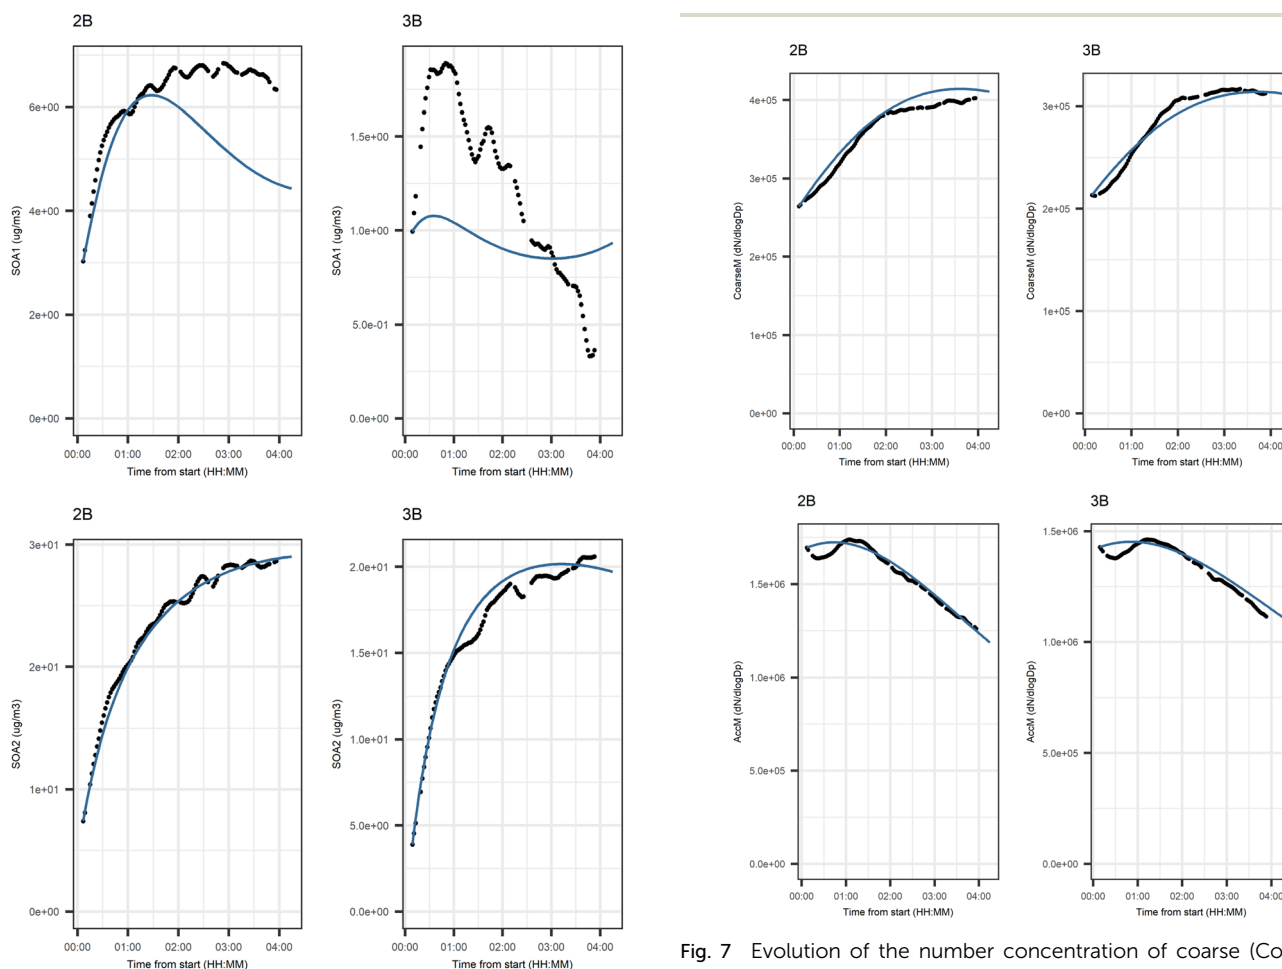 2B
SOA1 (ug/m3)
6e+00
4e+00
2e+00
0e+00
00:00 01:00 02:00 03:00 04:00
Time from start (HH:MM)
3B
SOA1 (ug/m3)
1.5e+00
1.0e+00
5.0e-01
0.0e+00
00:00 01:00 02:00 03:00 04:00
Time from start (HH:MM)
2B
SOA2 (ug/m3)
3e+01
2e+01
1e+01
0e+00
00:00 01:00 02:00 03:00 04:00
Time from start (HH:MM)
3B
SOA2 (ug/m3)
2.0e+01
1.5e+01
1.0e+01
5.0e+00
0.0e+00
00:00 01:00 02:00 03:00 04:00
Time from start (HH:MM)
2B
CoarseM (dN/dlogDp)
4e+05
3e+05
2e+05
1e+05
0e+00
00:00 01:00 02:00 03:00 04:00
Time from start (HH:MM)
3B
CoarseM (dN/dlogDp)
3e+05
2e+05
1e+05
0e+00
00:00 01:00 02:00 03:00 04:00
Time from start (HH:MM)
2B
AccM (dN/dlogDp)
1.5e+06
1.0e+06
5.0e+05
0.0e+00
00:00 01:00 02:00 03:00 04:00
Time from start (HH:MM)
3B
AccM (dN/dlogDp)
1.5e+06
1.0e+06
5.0e+05
0.0e+00
00:00 01:00 02:00 03:00 04:00
Time from start (HH:MM)
Fig. 7 Evolution of the number concentration of coarse (Co